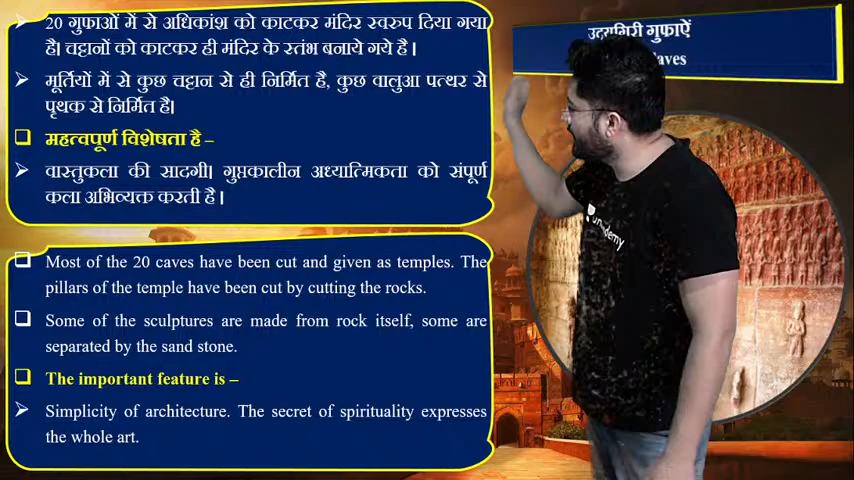 20 गुफाओं में से अधिकांश को काटकर मंदिर स्वरुप दिया गया
है। चट्टानों को काटकर ही मंदिर के स्तंभ बनाये गये है ।
मूर्तियों में से कुछ चट्टान से ही निर्मित है, कुछ वालुआ पत्थर से
पृथक से निर्मित है।
महत्वपूर्ण विशेषता है –
वास्तुकला की सादगी। गुप्तकालीन अध्यात्मिकता को संपूर्ण
कला अभिव्यक्त करती है ।
Most of the 20 caves have been cut and given as temples. The
pillars of the temple have been cut by cutting the rocks.
Some of the sculptures are made from rock itself, some are
separated by the sand stone.
The important feature is –
Simplicity of architecture. The secret of spirituality expresses
the whole art.
उदयगिरी गुफाऐं